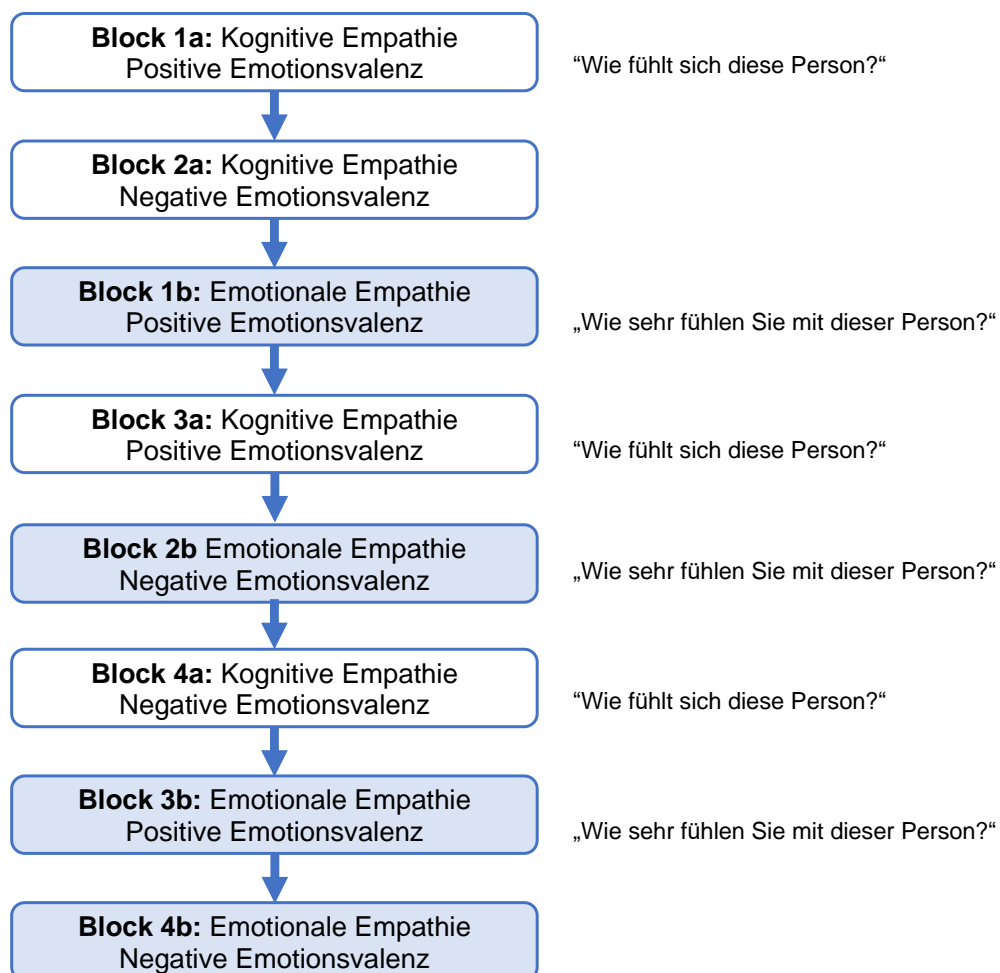 Block 1a: Kognitive Empathie
Positive Emotionsvalenz
“Wie fühlt sich diese Person?“
Block 2a: Kognitive Empathie
Negative Emotionsvalenz
Block 1b: Emotionale Empathie
Positive Emotionsvalenz
„Wie sehr fühlen Sie mit dieser Person?“
Block 3a: Kognitive Empathie
Positive Emotionsvalenz
“Wie fühlt sich diese Person?“
Block 2b Emotionale Empathie
Negative Emotionsvalenz
„Wie sehr fühlen Sie mit dieser Person?“
Block 4a: Kognitive Empathie
Negative Emotionsvalenz
“Wie fühlt sich diese Person?“
Block 3b: Emotionale Empathie
Positive Emotionsvalenz
„Wie sehr fühlen Sie mit dieser Person?“
Block 4b: Emotionale Empathie
Negative Emotionsvalenz